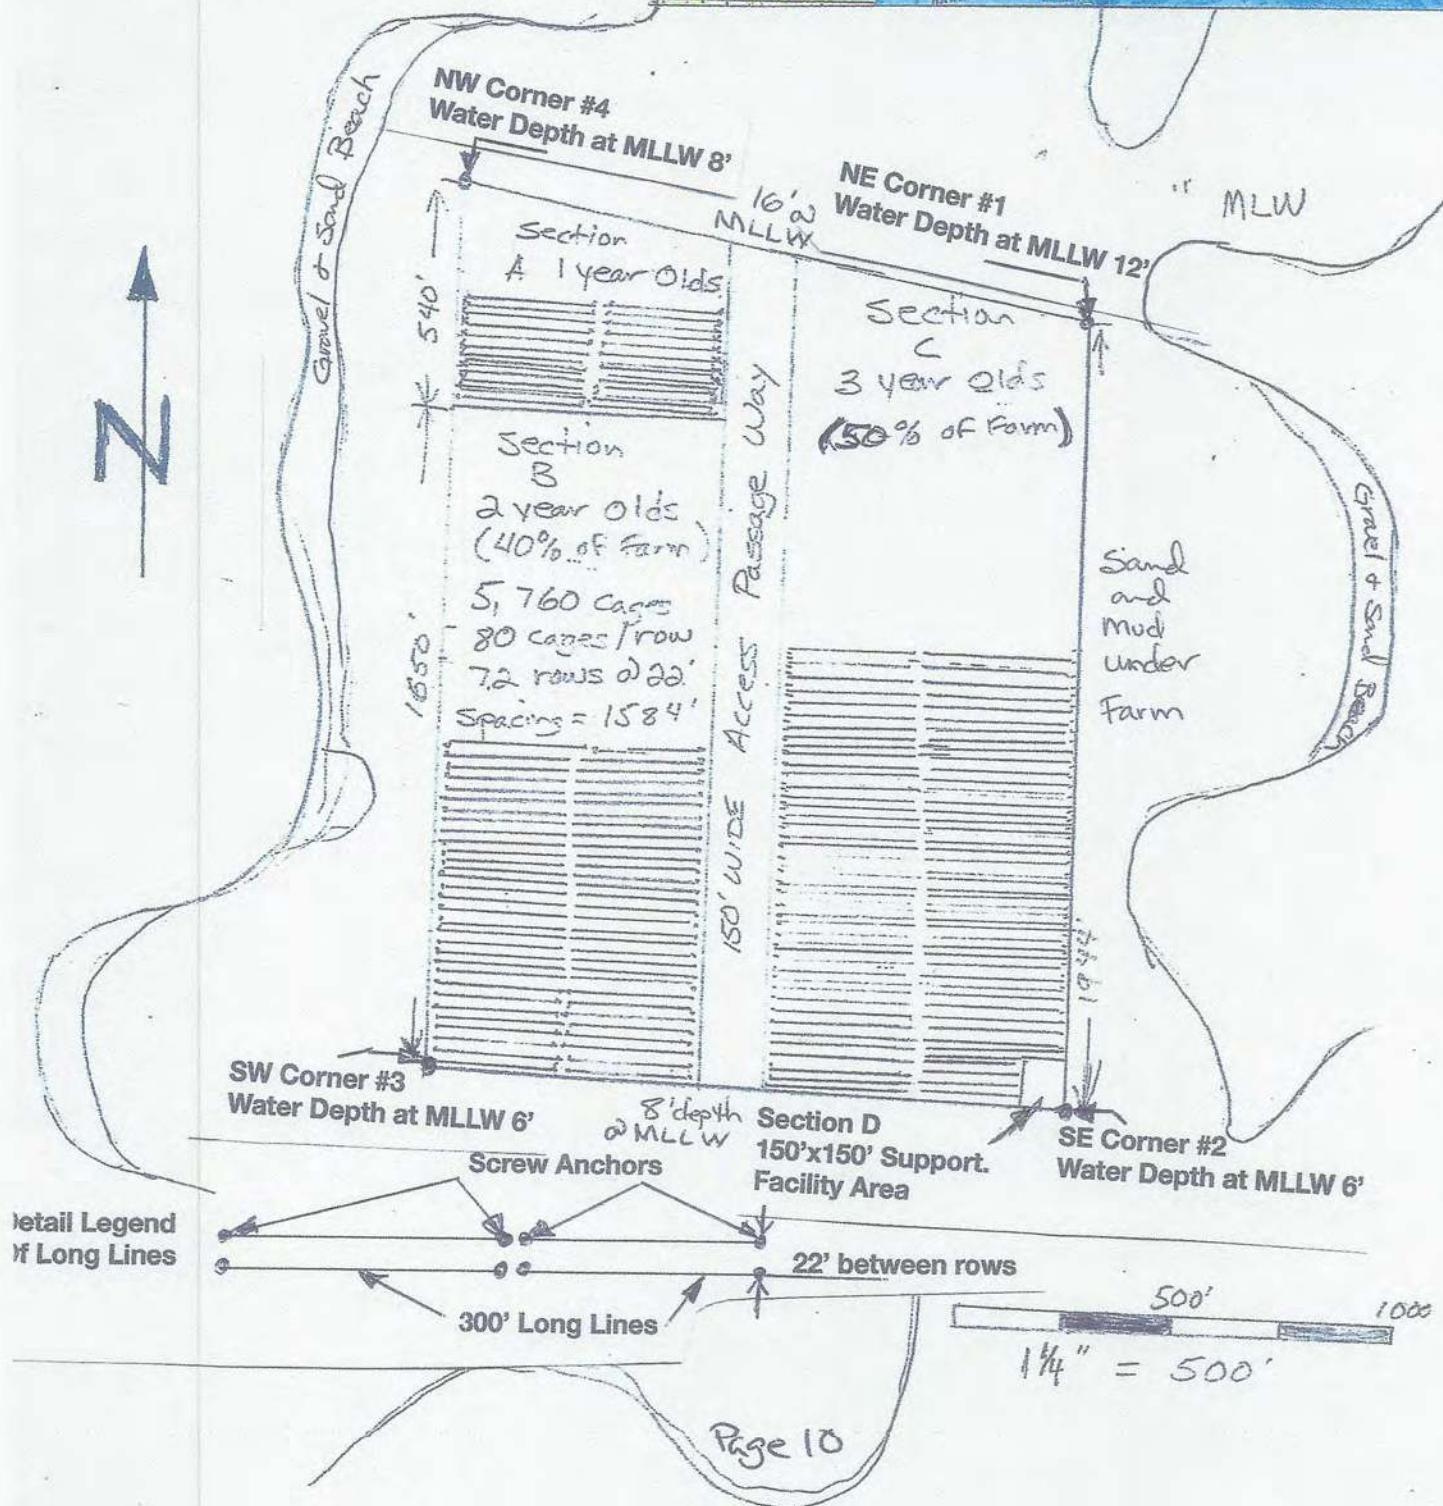 NW Corner #4
Water Depth at MLLW 8'
Gravel & Sand Beach
16' @
MLLW
NE Corner #1
Water Depth at MLLW 12'
MLW
N
540'
Section
A 1 year Olds
Section
C
3 year Olds
(50% of Farm)
Section
B
2 year Olds
(40% of Farm)
5,760 Cages
80 cages/row
72 rows @ 22'
Spacing = 1584'
1650'
150' WIDE Access Passage Way
Sand
and
Mud
under
Farm
Gravel & Sand Beach
SW Corner #3
Water Depth at MLLW 6'
8' depth
@ MLLW
Section D
150'x150' Support.
Facility Area
SE Corner #2
Water Depth at MLLW 6'
Screw Anchors
Detail Legend
Of Long Lines
22' between rows
300' Long Lines
500'
1000
1 1/4" = 500'
Page 10